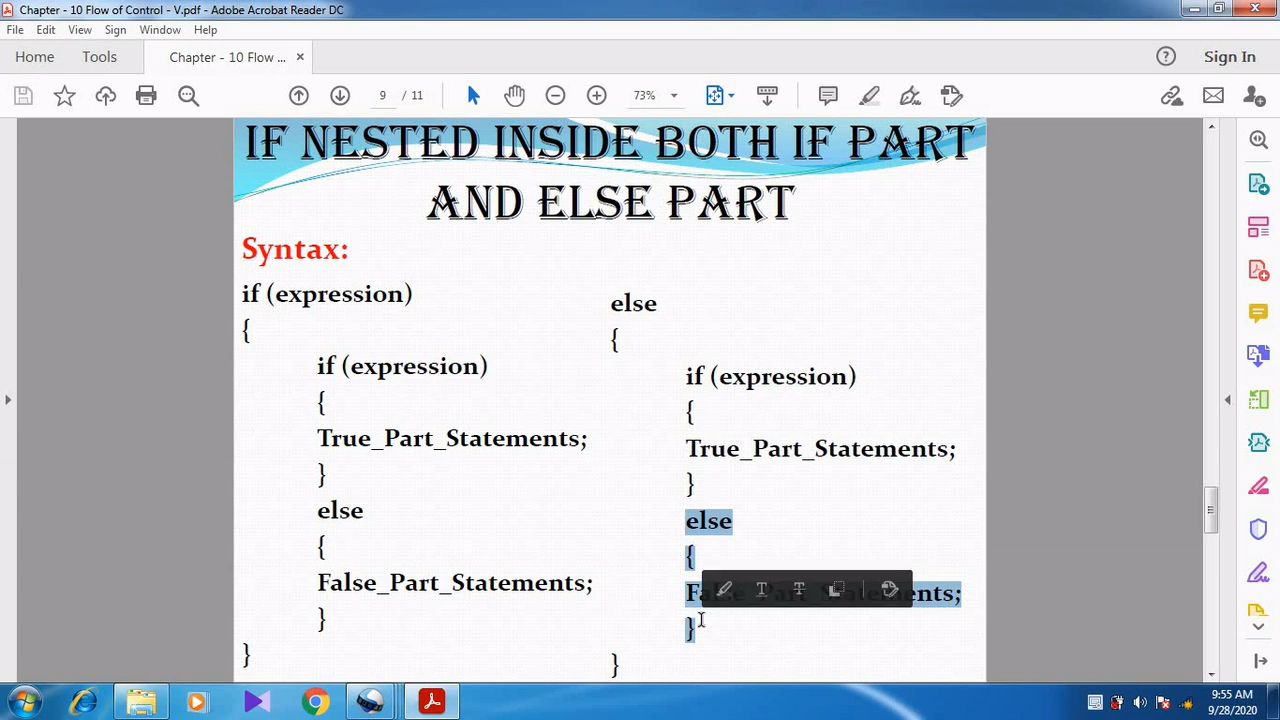 Chapter - 10 Flow of Control - V.pdf - Adobe Acrobat Reader DC
File Edit View Sign Window Help
Home Tools Chapter - 10 Flow ... × Sign In
9 / 11 73%
IF NESTED INSIDE BOTH IF PART
AND ELSE PART
Syntax:
if (expression)
{
if (expression)
{
True_Part_Statements;
}
else
{
False_Part_Statements;
}
}
else
{
if (expression)
{
True_Part_Statements;
}
else
{
False_Part_Statements;
}
}
9:55 AM
9/28/2020